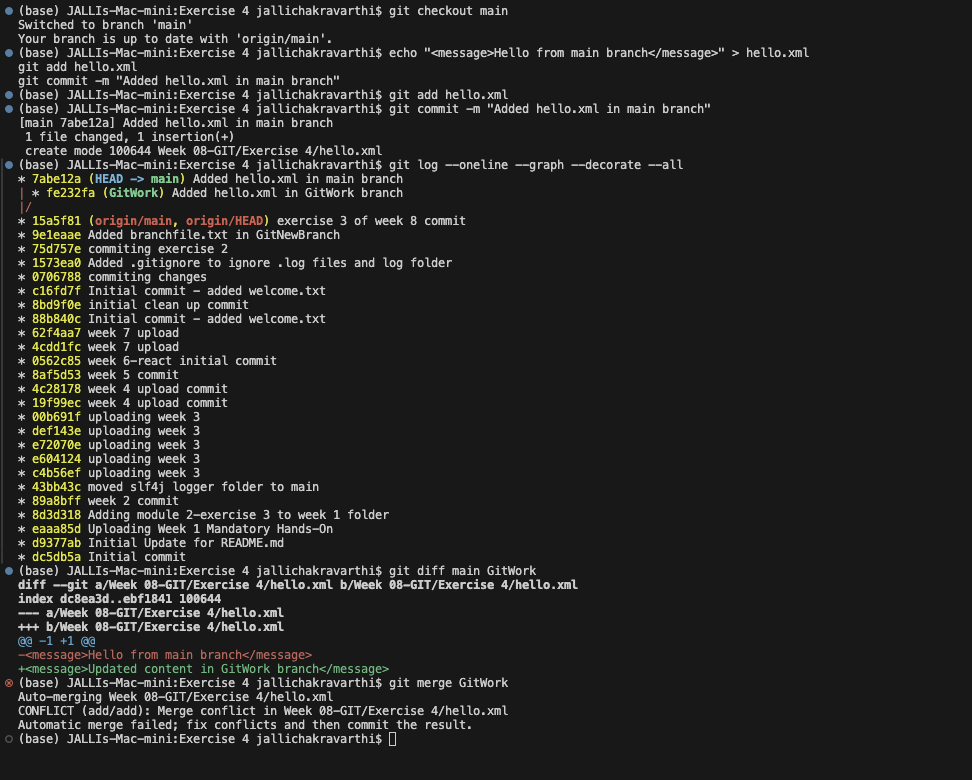 (base) JALLIs-Mac-mini:Exercise 4 jallichakravarthi$ git checkout main
Switched to branch 'main'
Your branch is up to date with 'origin/main'.
(base) JALLIs-Mac-mini:Exercise 4 jallichakravarthi$ echo "<message>Hello from main branch</message>" > hello.xml
git add hello.xml
git commit -m "Added hello.xml in main branch"
(base) JALLIs-Mac-mini:Exercise 4 jallichakravarthi$ git add hello.xml
(base) JALLIs-Mac-mini:Exercise 4 jallichakravarthi$ git commit -m "Added hello.xml in main branch"
[main 7abe12a] Added hello.xml in main branch
 1 file changed, 1 insertion(+)
 create mode 100644 Week 08-GIT/Exercise 4/hello.xml
(base) JALLIs-Mac-mini:Exercise 4 jallichakravarthi$ git log --oneline --graph --decorate --all
* 7abe12a (HEAD -> main) Added hello.xml in main branch
| * fe232fa (GitWork) Added hello.xml in GitWork branch
|/
* 15a5f81 (origin/main, origin/HEAD) exercise 3 of week 8 commit
* 9e1eaae Added branchfile.txt in GitNewBranch
* 75d757e commiting exercise 2
* 1573ea0 Added .gitignore to ignore .log files and log folder
* 0706788 commiting changes
* c16fd7f Initial commit - added welcome.txt
* 8bd9f0e initial clean up commit
* 88b840c Initial commit - added welcome.txt
* 62f4aa7 week 7 upload
* 4cdd1fc week 7 upload
* 0562c85 week 6-react initial commit
* 8af5d53 week 5 commit
* 4c28178 week 4 upload commit
* 19f99ec week 4 upload commit
* 00b691f uploading week 3
* def143e uploading week 3
* e72070e uploading week 3
* e604124 uploading week 3
* c4b56ef uploading week 3
* 43bb43c moved slf4j logger folder to main
* 89a8bff week 2 commit
* 8d3d318 Adding module 2-exercise 3 to week 1 folder
* eaaa85d Uploading Week 1 Mandatory Hands-On
* d9377ab Initial Update for README.md
* dc5db5a Initial commit
(base) JALLIs-Mac-mini:Exercise 4 jallichakravarthi$ git diff main GitWork
diff --git a/Week 08-GIT/Exercise 4/hello.xml b/Week 08-GIT/Exercise 4/hello.xml
index dc8ea3d..ebf1841 100644
--- a/Week 08-GIT/Exercise 4/hello.xml
+++ b/Week 08-GIT/Exercise 4/hello.xml
@@ -1 +1 @@
-<message>Hello from main branch</message>
+<message>Updated content in GitWork branch</message>
(base) JALLIs-Mac-mini:Exercise 4 jallichakravarthi$ git merge GitWork
Auto-merging Week 08-GIT/Exercise 4/hello.xml
CONFLICT (add/add): Merge conflict in Week 08-GIT/Exercise 4/hello.xml
Automatic merge failed; fix conflicts and then commit the result.
(base) JALLIs-Mac-mini:Exercise 4 jallichakravarthi$